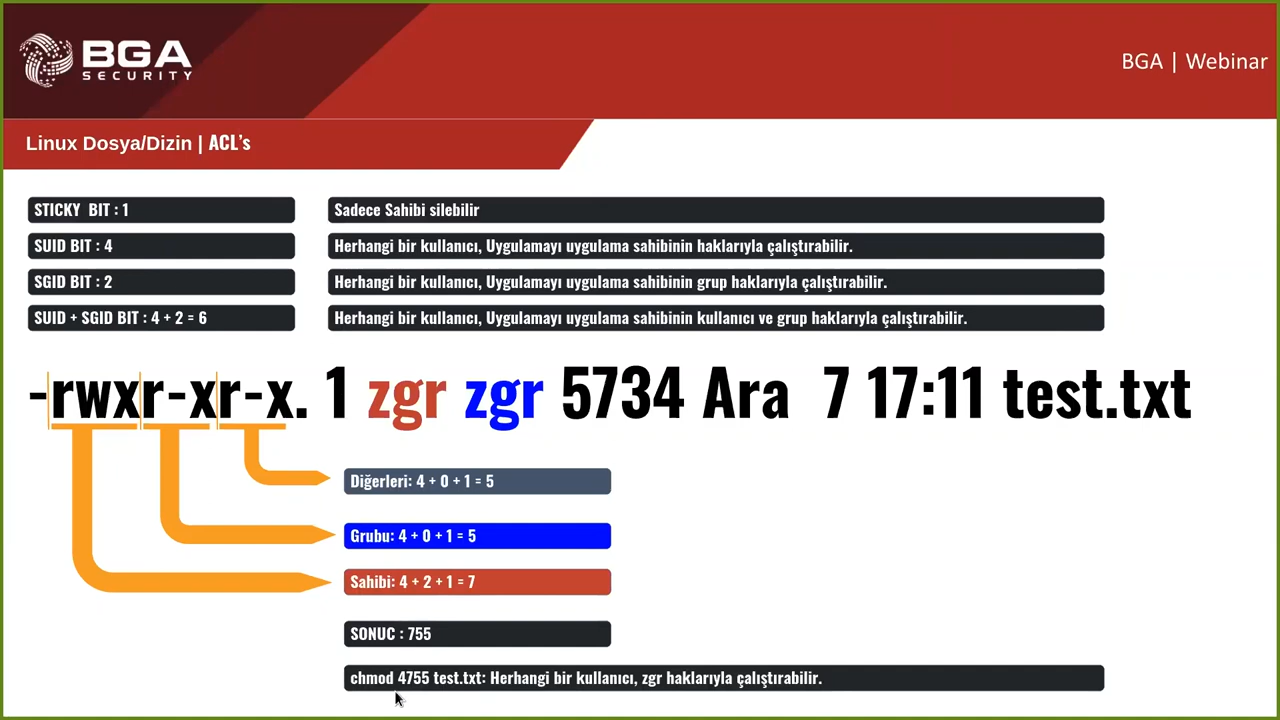 BGA
SECURITY
BGA | Webinar
Linux Dosya/Dizin | ACL's
STICKY BIT : 1
Sadece Sahibi silebilir
SUID BIT : 4
Herhangi bir kullanıcı, Uygulamayı uygulama sahibinin haklarıyla çalıştırabilir.
SGID BIT : 2
Herhangi bir kullanıcı, Uygulamayı uygulama sahibinin grup haklarıyla çalıştırabilir.
SUID + SGID BIT : 4 + 2 = 6
Herhangi bir kullanıcı, Uygulamayı uygulama sahibinin kullanıcı ve grup haklarıyla çalıştırabilir.
-rwxr-xr-x. 1 zgr zgr 5734 Ara 7 17:11 test.txt
Diğerleri: 4 + 0 + 1 = 5
Grubu: 4 + 0 + 1 = 5
Sahibi: 4 + 2 + 1 = 7
SONUC : 755
chmod 4755 test.txt: Herhangi bir kullanıcı, zgr haklarıyla çalıştırabilir.